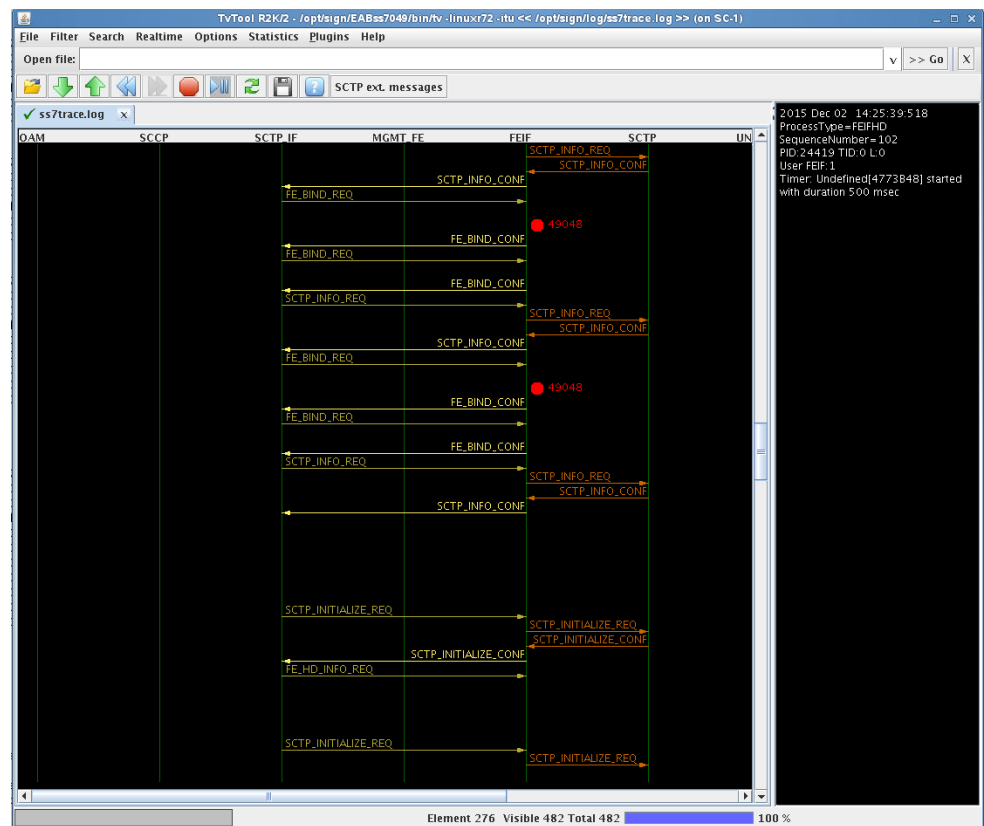 TvTool R2K/2 - /opt/sign/EABss7049/bin/tv -linuxr72 -itu << /opt/sign/log/ss7trace.log >> (on SC-1)
File Filter Search Realtime Options Statistics Plugins Help
Open file: v >> Go X
SCTP ext. messages
ss7trace.log x
OAM SCCP SCTP_IF MGMT_FE FEIF SCTP UN
SCTP_INFO_REQ
SCTP_INFO_CONF
SCTP_INFO_CONF
FE_BIND_REQ
49048
FE_BIND_CONF
FE_BIND_REQ
FE_BIND_CONF
SCTP_INFO_REQ
SCTP_INFO_REQ
SCTP_INFO_CONF
SCTP_INFO_CONF
FE_BIND_REQ
49048
FE_BIND_CONF
FE_BIND_REQ
FE_BIND_CONF
SCTP_INFO_REQ
SCTP_INFO_REQ
SCTP_INFO_CONF
SCTP_INFO_CONF
SCTP_INITIALIZE_REQ
SCTP_INITIALIZE_REQ
SCTP_INITIALIZE_CONF
SCTP_INITIALIZE_CONF
FE_HD_INFO_REQ
SCTP_INITIALIZE_REQ
SCTP_INITIALIZE_REQ
2015 Dec 02 14:25:39:518
ProcessType=FEIFHD
SequenceNumber=102
PID:24419 TID:0 L:0
User FEIF:1
Timer: Undefined[4773B48] started
with duration 500 msec
Element 276 Visible 482 Total 482 100 %